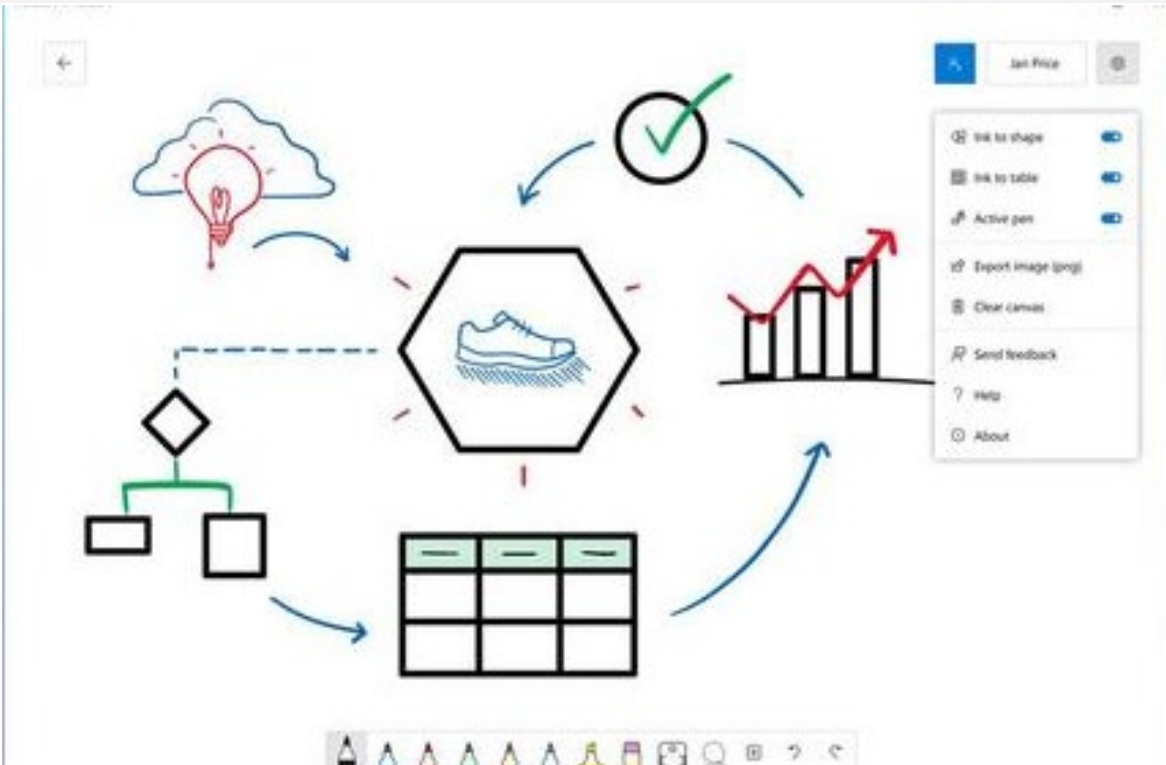 Jan Price
Ink to shape
Ink to table
Active pen
Export image (png)
Clear canvas
Send feedback
? Help
About